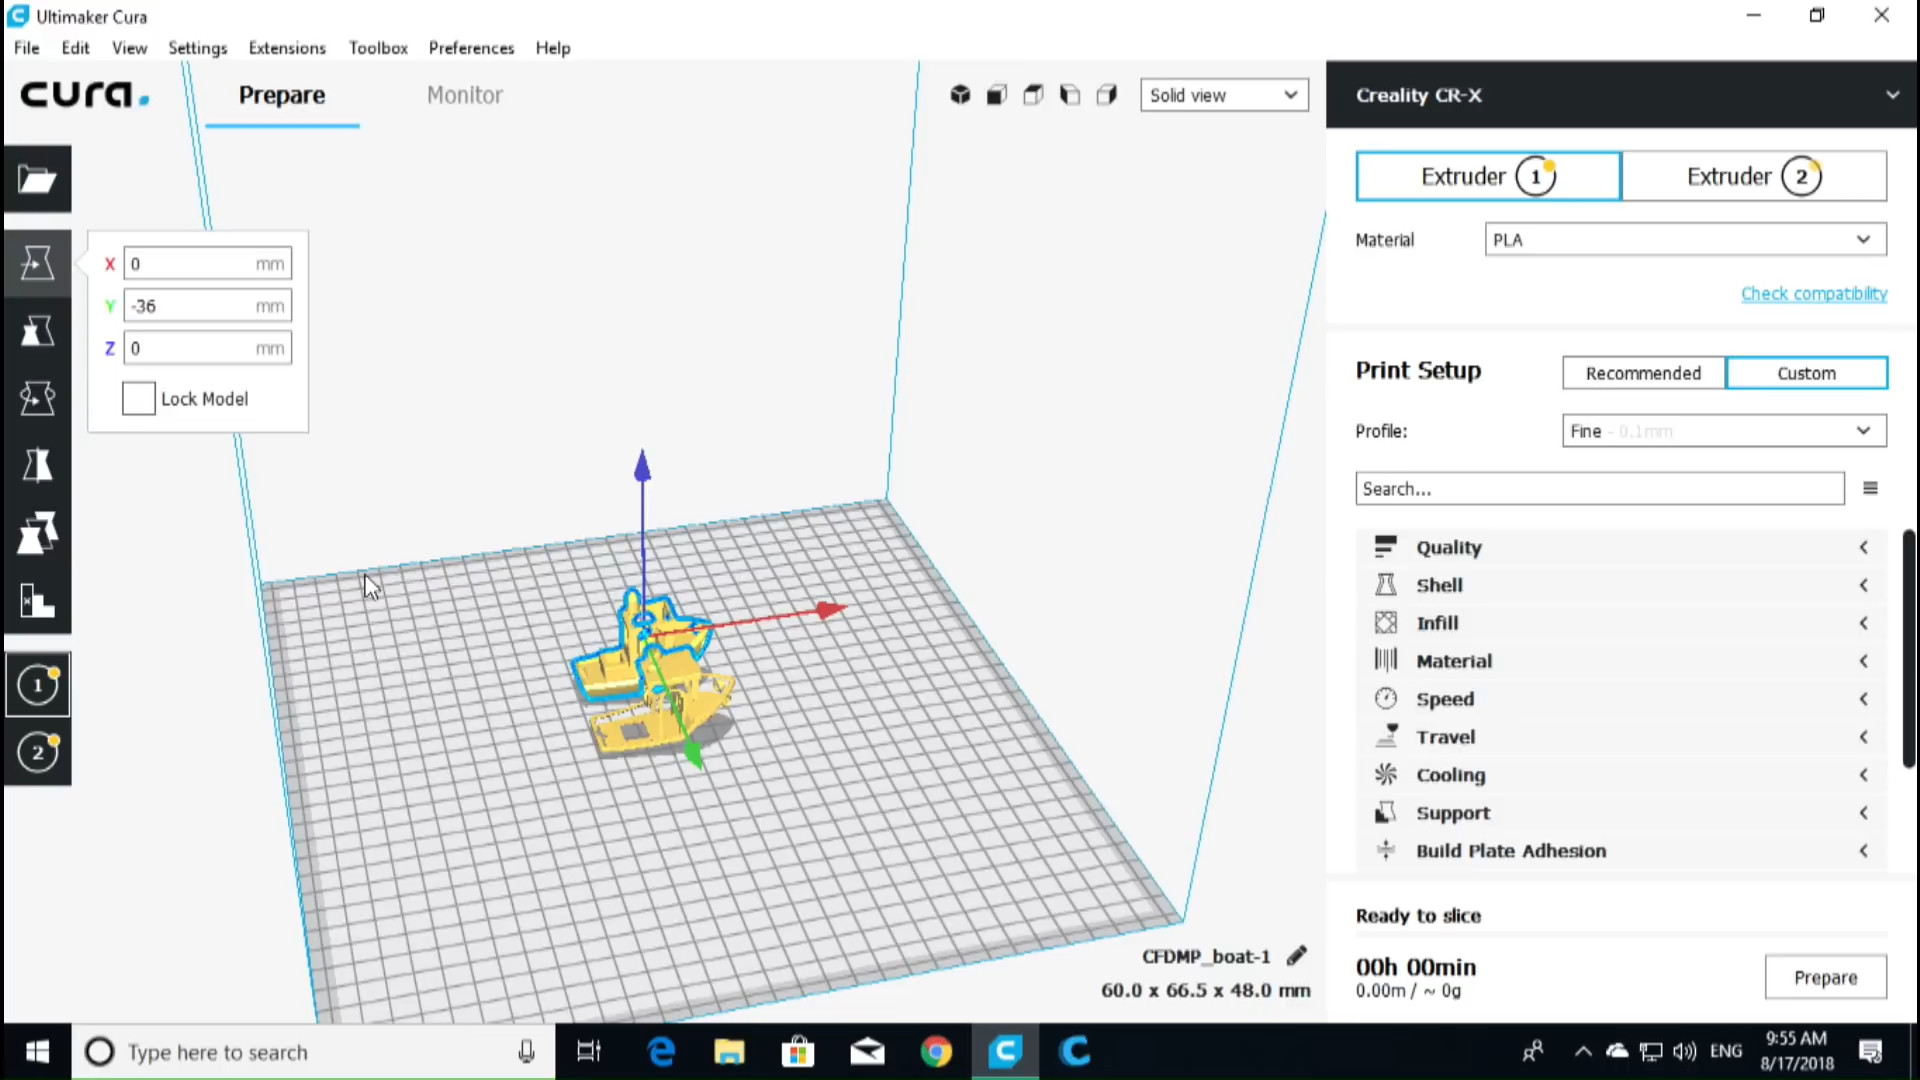 Ultimaker Cura
File Edit View Settings Extensions Toolbox Preferences Help
cura.
Prepare
Monitor
Solid view
Creality CR-X
Extruder 1
Extruder 2
Material
PLA
Check compatibility
X 0 mm
Y -36 mm
Z 0 mm
Lock Model
Print Setup
Recommended
Custom
Profile:
Fine - 0.1mm
Search...
Quality
Shell
Infill
Material
Speed
Travel
Cooling
Support
Build Plate Adhesion
1
2
CFDMP_boat-1
60.0 x 66.5 x 48.0 mm
Ready to slice
00h 00min
0.00m / ~ 0g
Prepare
Type here to search
ENG
9:55 AM
8/17/2018